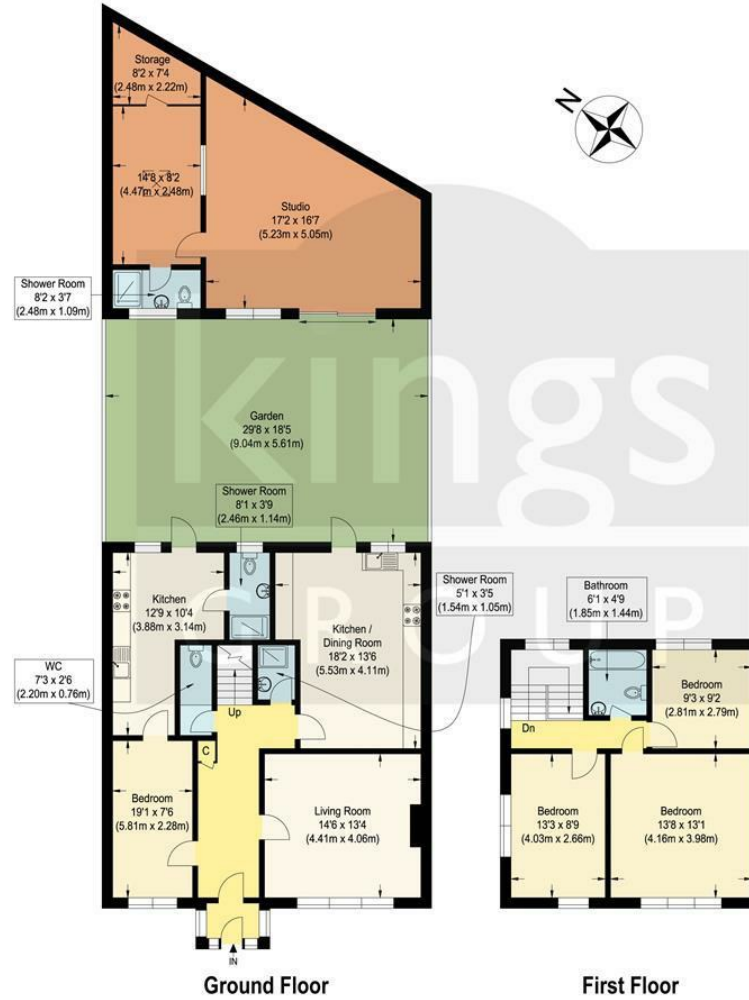 Storage
8'2 x 7'4
(2.48m x 2.22m)
N
14'8 x 8'2
(4.47m x 2.48m)
Studio
17'2 x 16'7
(5.23m x 5.05m)
Shower Room
8'2 x 3'7
(2.48m x 1.09m)
kings
GROUP
Garden
29'8 x 18'5
(9.04m x 5.61m)
Shower Room
8'1 x 3'9
(2.46m x 1.14m)
Kitchen
12'9 x 10'4
(3.88m x 3.14m)
Kitchen /
Dining Room
18'2 x 13'6
(5.53m x 4.11m)
Shower Room
5'1 x 3'5
(1.54m x 1.05m)
WC
7'3 x 2'6
(2.20m x 0.76m)
Up
C
Bedroom
19'1 x 7'6
(5.81m x 2.28m)
Living Room
14'6 x 13'4
(4.41m x 4.06m)
IN
Ground Floor
Bathroom
6'1 x 4'9
(1.85m x 1.44m)
Bedroom
9'3 x 9'2
(2.81m x 2.79m)
Dn
Bedroom
13'3 x 8'9
(4.03m x 2.66m)
Bedroom
13'8 x 13'1
(4.16m x 3.98m)
First Floor